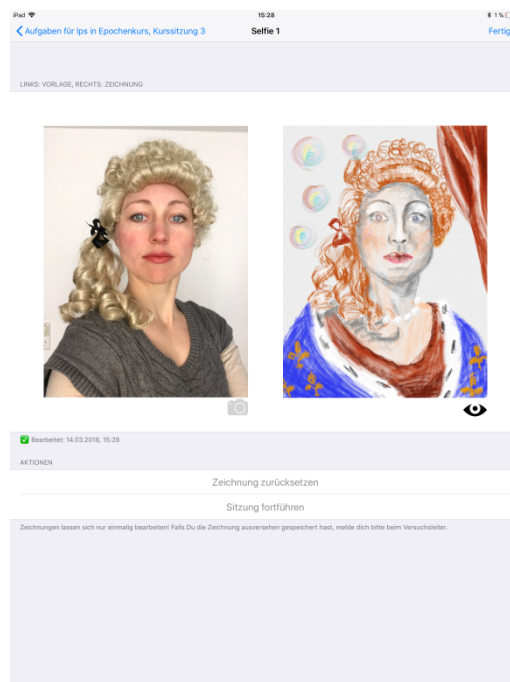 iPad 15:28 1 %
Aufgaben für Ips in Epochenkurs, Kurssitzung 3 Selfie 1 Fertig
LINKS: VORLAGE, RECHTS: ZEICHNUNG
Bearbeitet: 14.03.2018, 15:28
AKTIONEN
Zeichnung zurücksetzen
Sitzung fortführen
Zeichnungen lassen sich nur einmalig bearbeiten! Falls Du die Zeichnung ausversehen gespeichert hast, melde dich bitte beim Versuchsleiter.